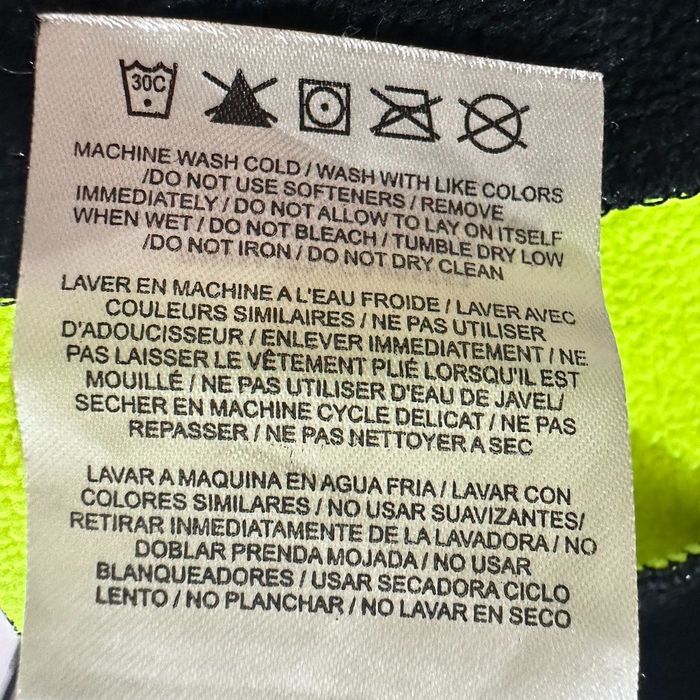 30C
MACHINE WASH COLD / WASH WITH LIKE COLORS
/DO NOT USE SOFTENERS / REMOVE
IMMEDIATELY / DO NOT ALLOW TO LAY ON ITSELF
WHEN WET / DO NOT BLEACH / TUMBLE DRY LOW
/DO NOT IRON / DO NOT DRY CLEAN
LAVER EN MACHINE A L'EAU FROIDE / LAVER AVEC
COULEURS SIMILAIRES / NE PAS UTILISER
D'ADOUCISSEUR / ENLEVER IMMEDIATEMENT / NE
PAS LAISSER LE VÊTEMENT PLIÉ LORSQU'IL EST
MOUILLÉ / NE PAS UTILISER D'EAU DE JAVEL/
SECHER EN MACHINE CYCLE DELICAT / NE PAS
REPASSER / NE PAS NETTOYER A SEC
LAVAR A MAQUINA EN AGUA FRIA / LAVAR CON
COLORES SIMILARES / NO USAR SUAVIZANTES/
RETIRAR INMEDIATAMENTE DE LA LAVADORA / NO
DOBLAR PRENDA MOJADA / NO USAR
BLANQUEADORES / USAR SECADORA CICLO
LENTO / NO PLANCHAR / NO LAVAR EN SECO